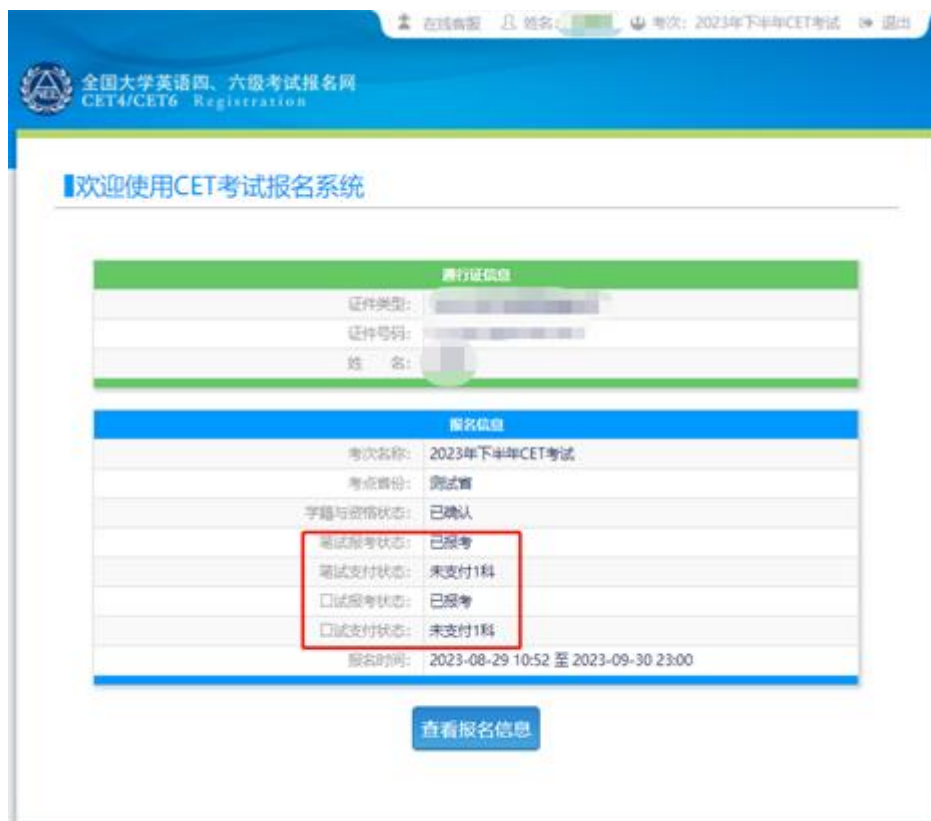 在线客服 姓名: 考次: 2023年下半年CET考试 退出
全国大学英语四、六级考试报名网
CET4/CET6 Registration
欢迎使用CET考试报名系统
通行证信息
证件类型:
证件号码:
姓 名:
报名信息
考次名称: 2023年下半年CET考试
考点省份: 测试省
学籍与资格状态: 已确认
笔试报考状态: 已报考
笔试支付状态: 未支付1科
口试报考状态: 已报考
口试支付状态: 未支付1科
报名时间: 2023-08-29 10:52 至 2023-09-30 23:00
查看报名信息